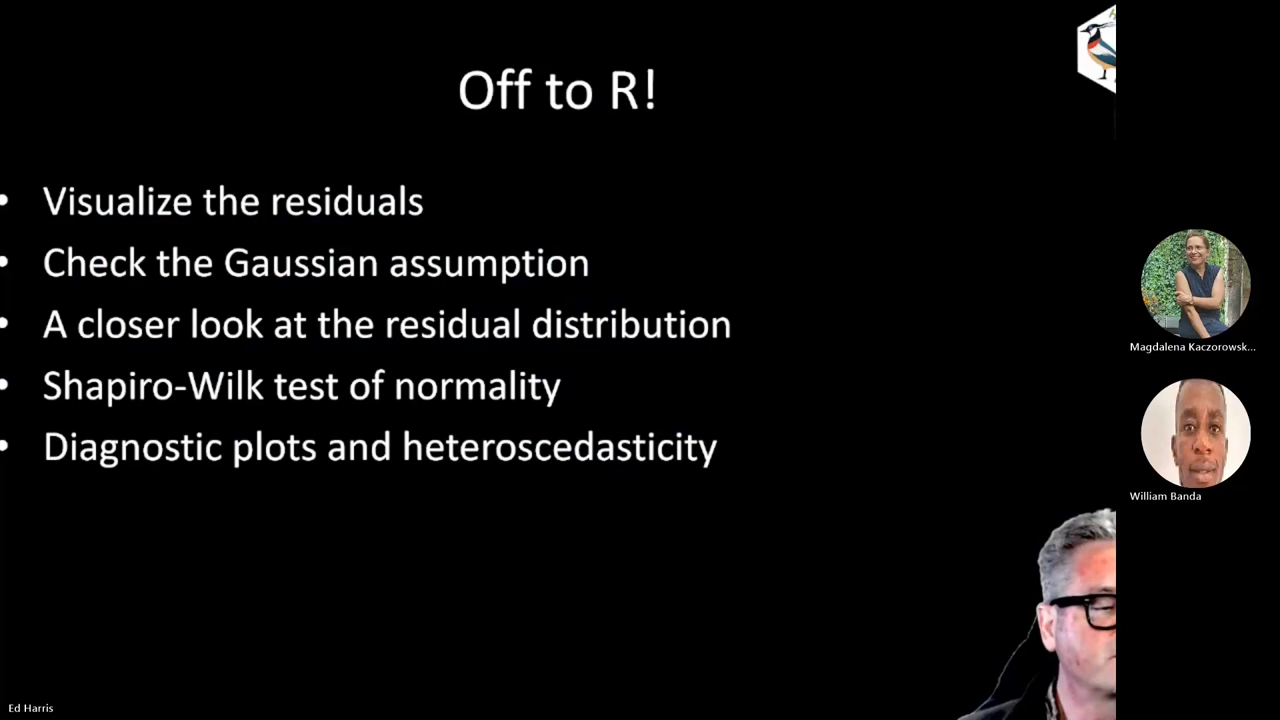 Off to R!
• Visualize the residuals
• Check the Gaussian assumption
• A closer look at the residual distribution
• Shapiro-Wilk test of normality
• Diagnostic plots and heteroscedasticity
Magdalena Kaczorowsk...
William Banda
Ed Harris